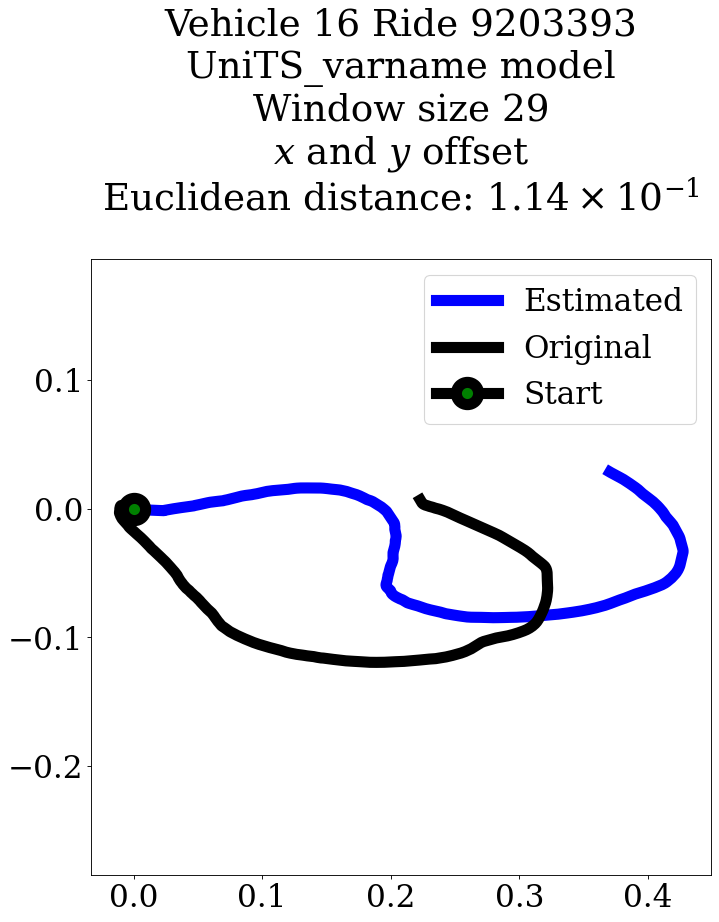 Vehicle 16 Ride 9203393
UniTS_varname model
Window size 29
x and y offset
Euclidean distance: 1.14 × 10⁻¹
Estimated
Original
Start
0.1
0.0
−0.1
−0.2
0.0 0.1 0.2 0.3 0.4